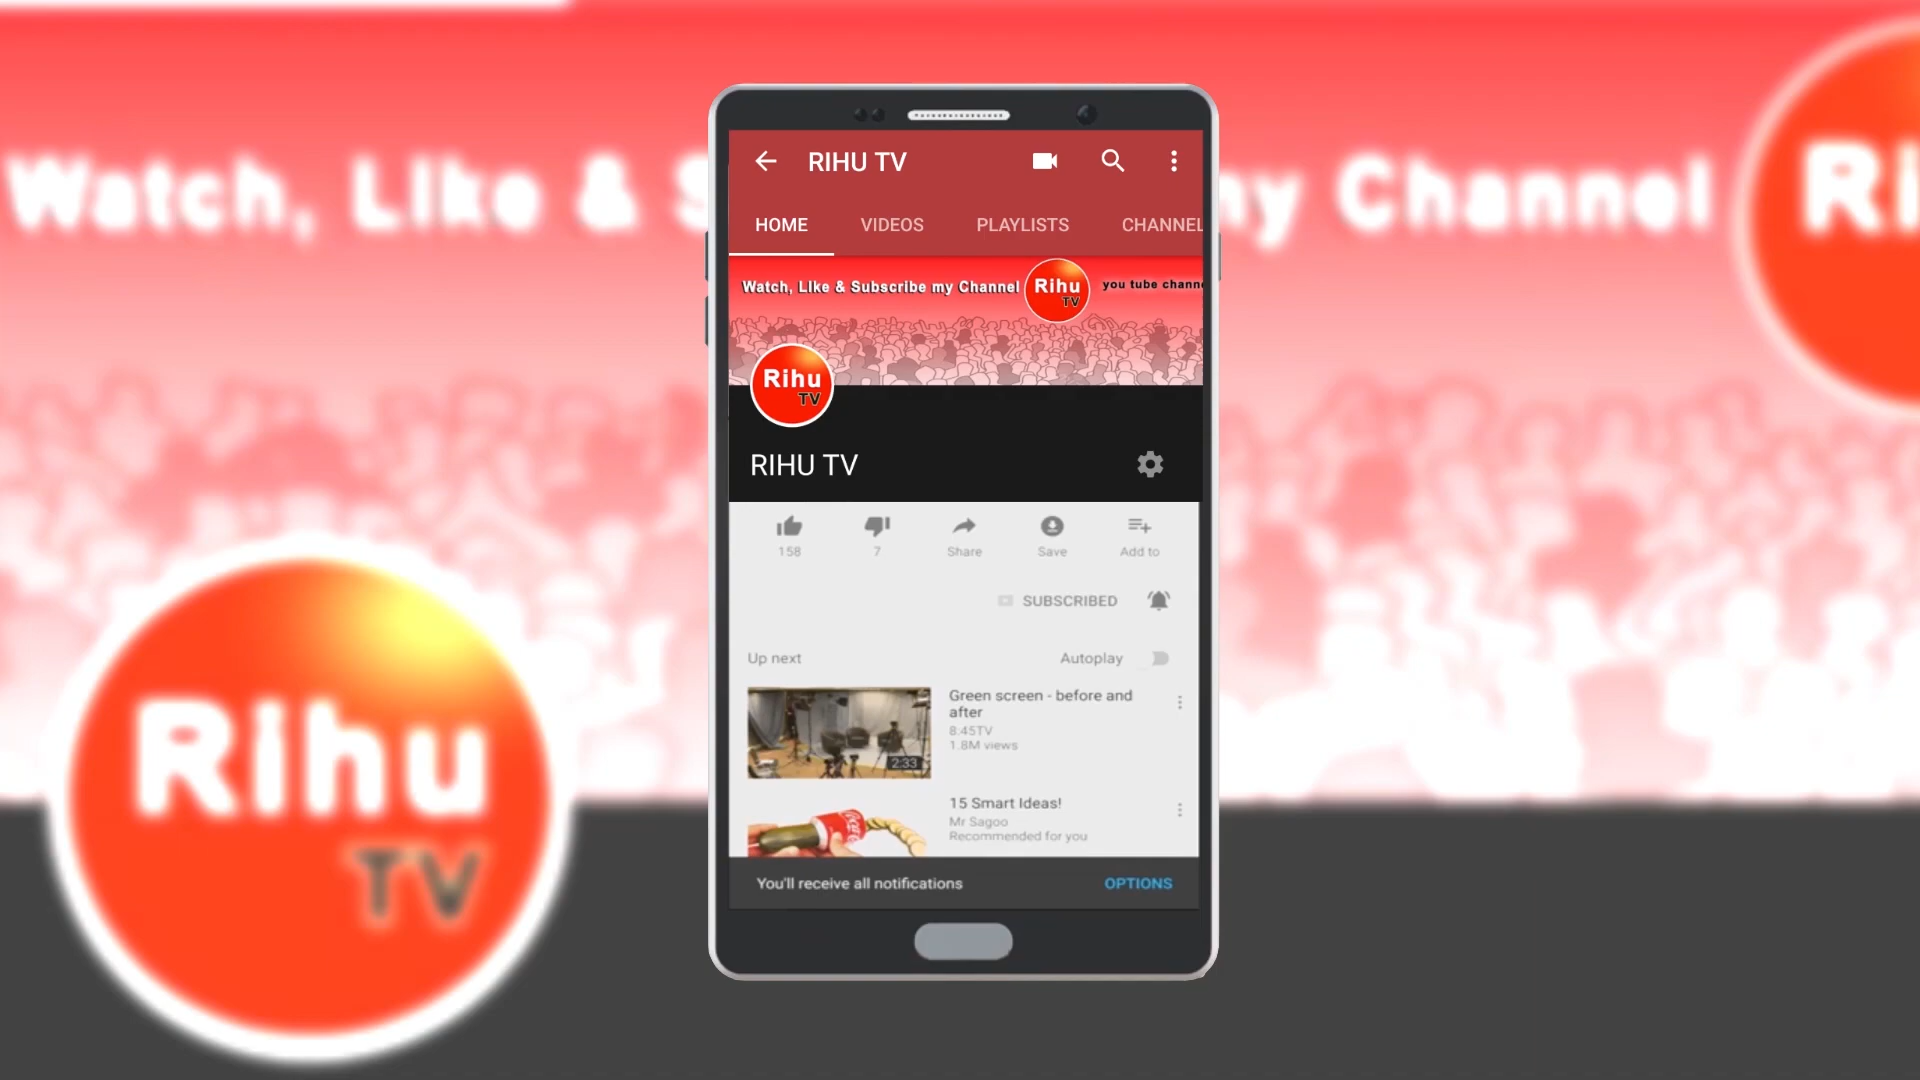 Watch, LIke & S
my Channel
Ri
RIHU TV
HOME VIDEOS PLAYLISTS CHANNEL
Watch, LIke & Subscribe my Channel
Rihu
TV
you tube channe
Rihu
TV
RIHU TV
158 7 Share Save Add to
SUBSCRIBED
Up next Autoplay
Green screen - before and
after
8:45TV
1.8M views
2:33
15 Smart Ideas!
Mr Sagoo
Recommended for you
You'll receive all notifications OPTIONS
Rihu
TV